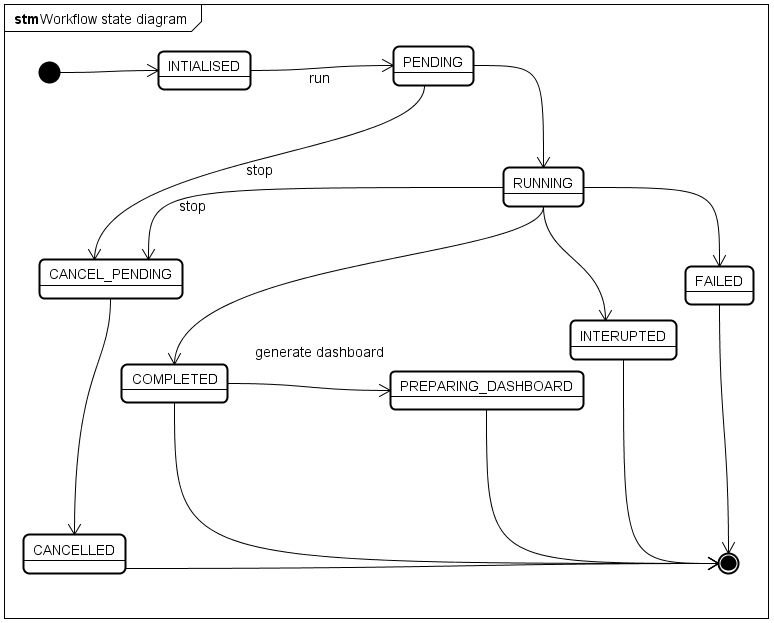 stm Workflow state diagram
INTIALISED
run
PENDING
stop
RUNNING
stop
CANCEL_PENDING
FAILED
INTERUPTED
generate dashboard
COMPLETED
PREPARING_DASHBOARD
CANCELLED